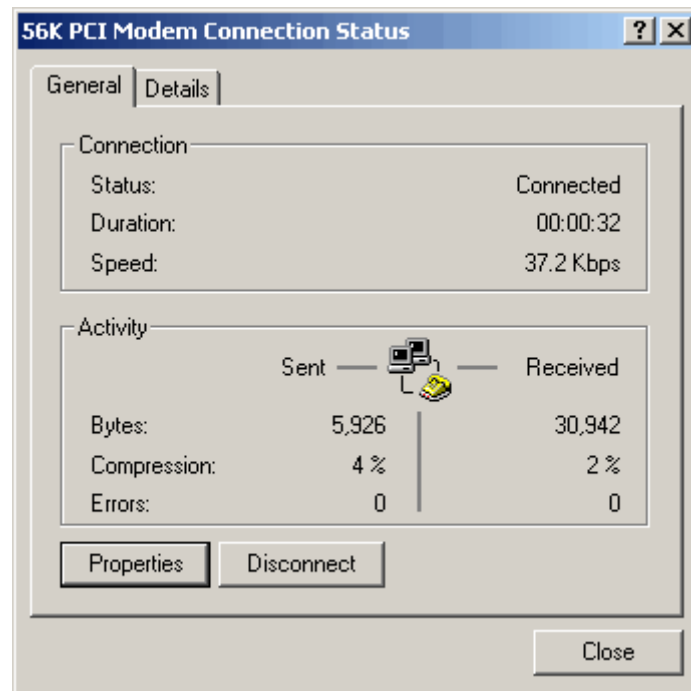 56K PCI Modem Connection Status
General Details
Connection
Status: Connected
Duration: 00:00:32
Speed: 37.2 Kbps
Activity
Sent Received
Bytes: 5,926 30,942
Compression: 4 % 2 %
Errors: 0 0
Properties Disconnect
Close